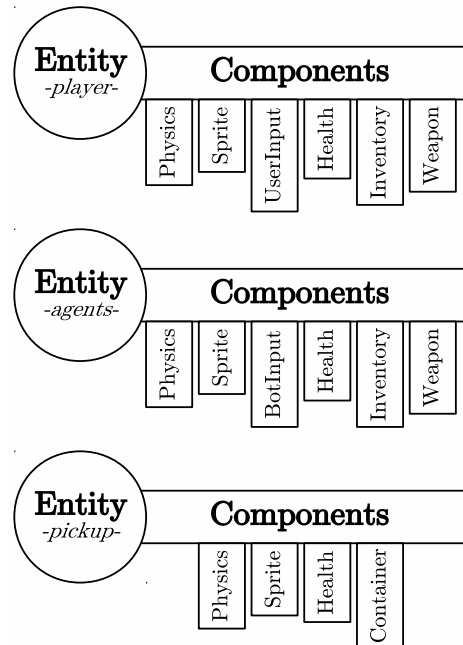 Entity
-player-
Components
Physics
Sprite
UserInput
Health
Inventory
Weapon
Entity
-agents-
Components
Physics
Sprite
BotInput
Health
Inventory
Weapon
Entity
-pickup-
Components
Physics
Sprite
Health
Container